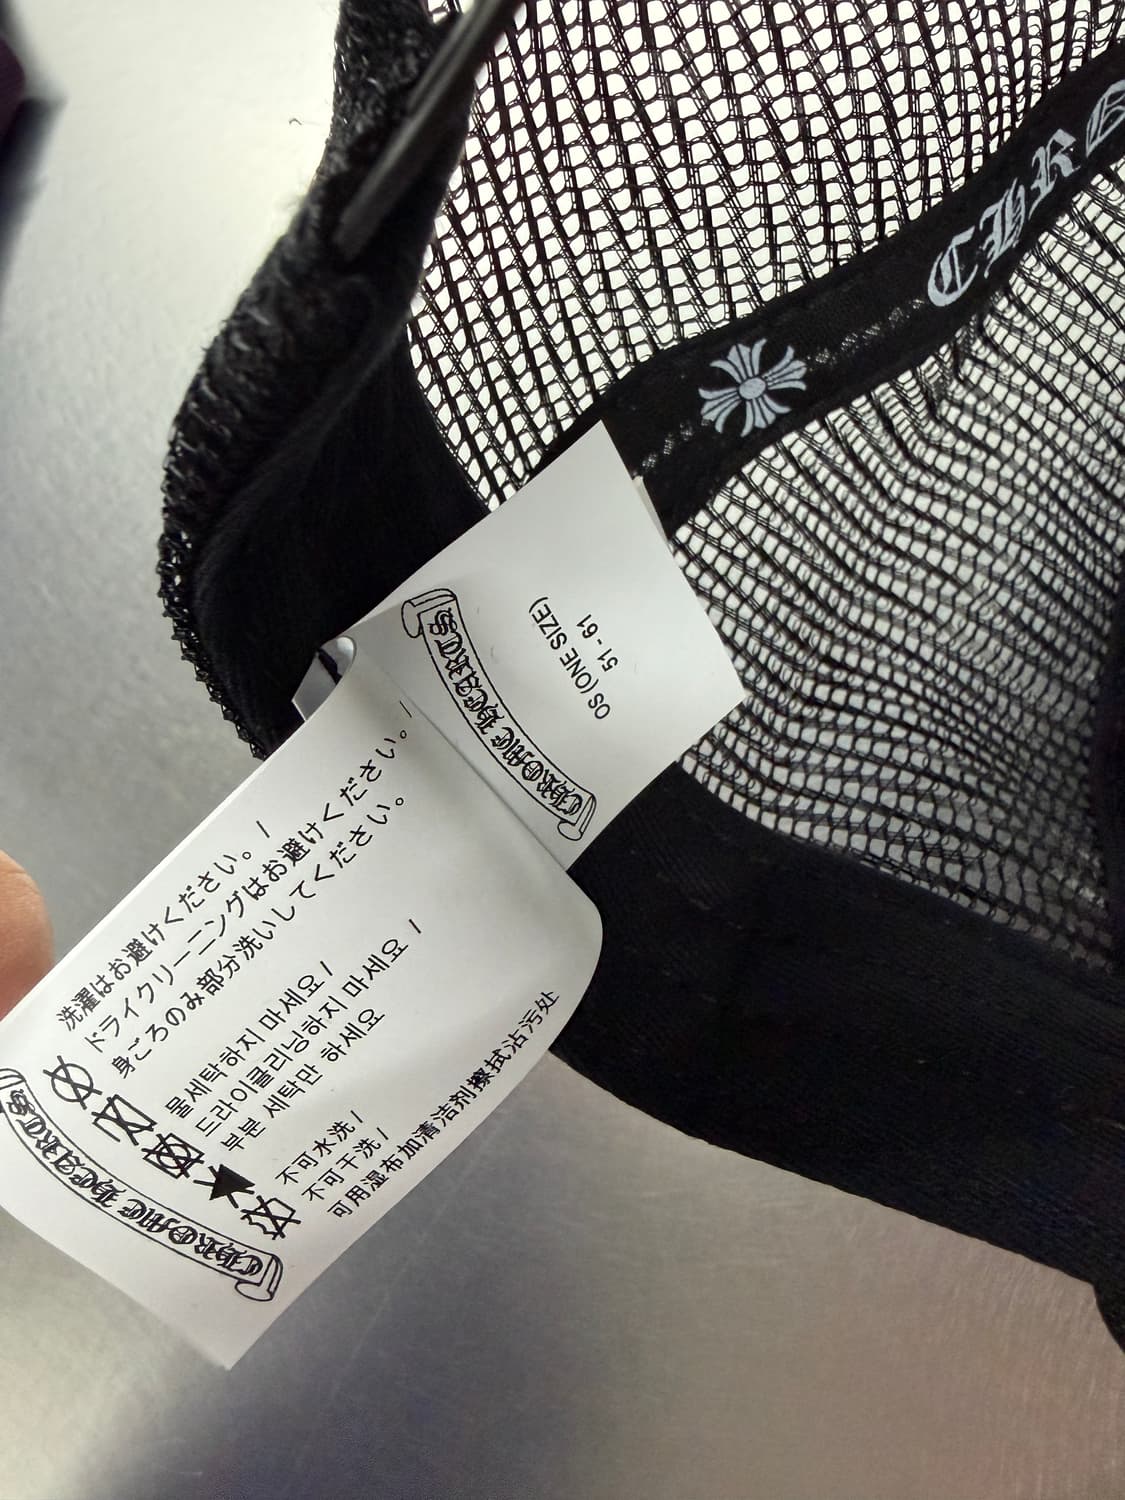 CHRO
CHROME HEARTS
OS (ONE SIZE)
51 - 61
洗濯はお避けください。 /
ドライクリーニングはお避けください。 /
身ごろのみ部分洗いしてください。
물세탁하지 마세요 /
드라이클리닝하지 마세요 /
부분 세탁만 하세요
不可水洗 /
不可干洗 /
可用湿布加清洁剂擦拭沾污处
CHROME HEARTS